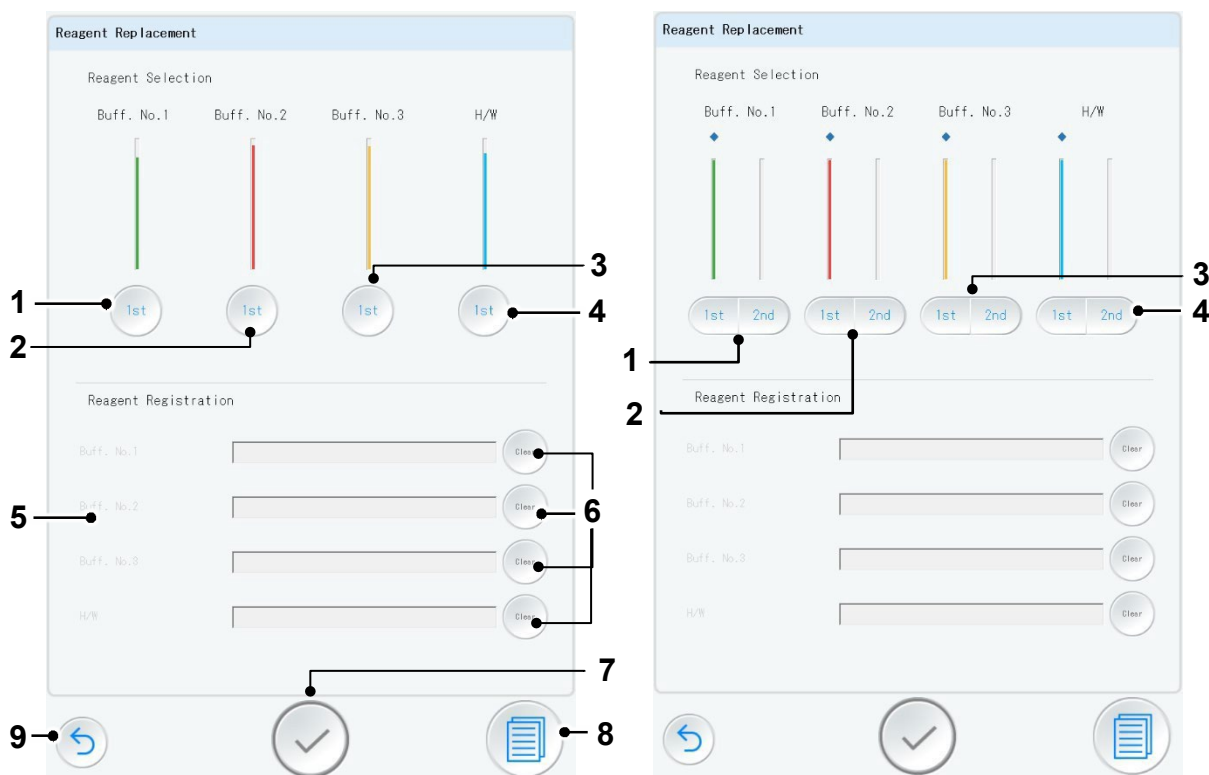 Reagent Replacement
Reagent Selection
Buff. No.1 Buff. No.2 Buff. No.3 H/W
3
1 1st 1st 1st 1st 4
2
Reagent Registration
Buff. No.1 Clear
5 Buff. No.2 Clear 6
Buff. No.3 Clear
H/W Clear
7
9 8
Reagent Replacement
Reagent Selection
Buff. No.1 Buff. No.2 Buff. No.3 H/W
3
1st 2nd 1st 2nd 1st 2nd 1st 2nd 4
1
Reagent Registration
2
Buff. No.1 Clear
Buff. No.2 Clear
Buff. No.3 Clear
H/W Clear